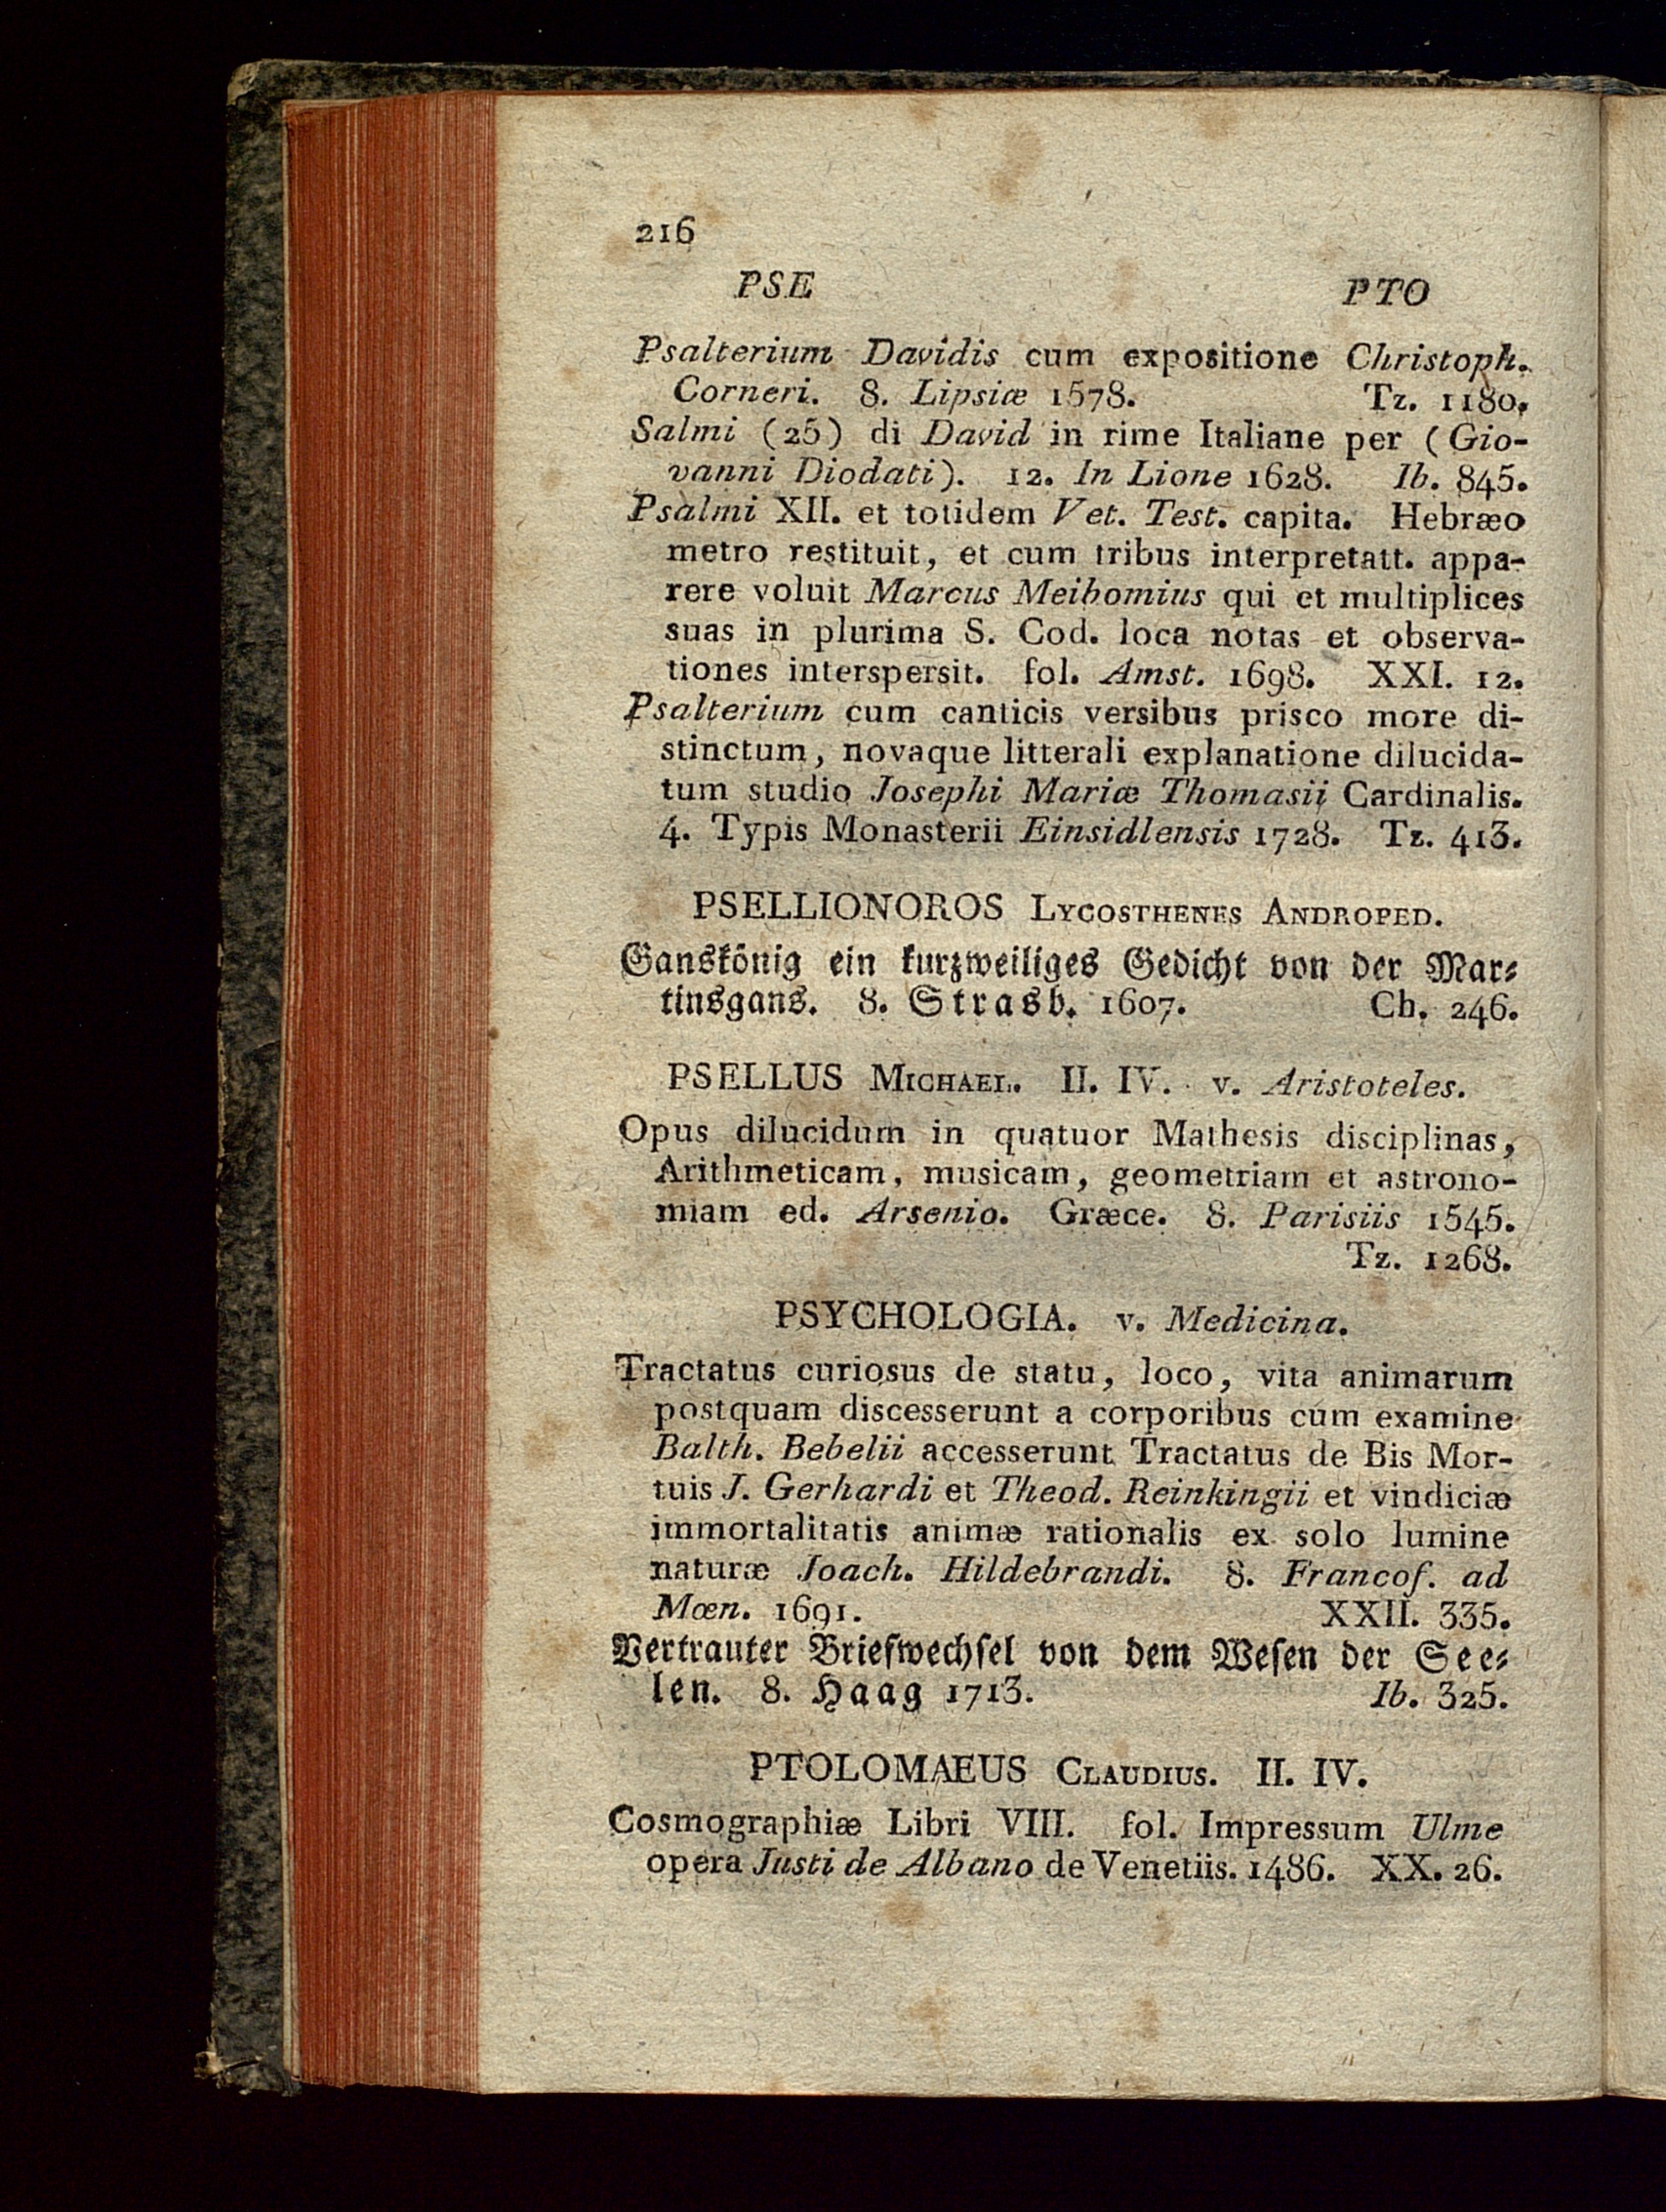 216
PSE PTO
Psalterium Davidis cum expositione Christoph.
Corneri. 8. Lipsiæ 1578. Tz. 1180.
Salmi (25) di David in rime Italiane per (Gio-
vanni Diodati). 12. In Lione 1628. Ib. 845.
Psalmi XII. et totidem Vet. Test. capita. Hebræo
metro restituit, et cum tribus interpretatt. appa-
rere voluit Marcus Meibomius qui et multiplices
suas in plurima S. Cod. loca notas et observa-
tiones interspersit. fol. Amst. 1698. XXI. 12.
Psalterium cum canticis versibus prisco more di-
stinctum, novaque litterali explanatione dilucida-
tum studio Josephi Mariæ Thomasii Cardinalis.
4. Typis Monasterii Einsidlensis 1728. Tz. 413.
PSELLIONOROS LYCOSTHENES ANDROPED.
Ganskönig ein kurzweiliges Gedicht von der Mar-
tinsgans. 8. Strasb. 1607. Ch. 246.
PSELLUS MICHAEL. II. IV. v. Aristoteles.
Opus dilucidum in quatuor Mathesis disciplinas,
Arithmeticam, musicam, geometriam et astrono-
miam ed. Arsenio. Græce. 8. Parisiis 1545.
Tz. 1268.
PSYCHOLOGIA. v. Medicina.
Tractatus curiosus de statu, loco, vita animarum
postquam discesserunt a corporibus cum examine
Balth. Bebelii accesserunt Tractatus de Bis Mor-
tuis J. Gerhardi et Theod. Reinkingii et vindiciæ
immortalitatis animæ rationalis ex solo lumine
naturæ Joach. Hildebrandi. 8. Francof. ad
Mœn. 1691. XXII. 335.
Vertrauter Briefwechsel von dem Wesen der See-
len. 8. Haag 1713. Ib. 325.
PTOLOMAEUS CLAUDIUS. II. IV.
Cosmographiæ Libri VIII. fol. Impressum Ulme
opera Justi de Albano de Venetiis. 1486. XX. 26.